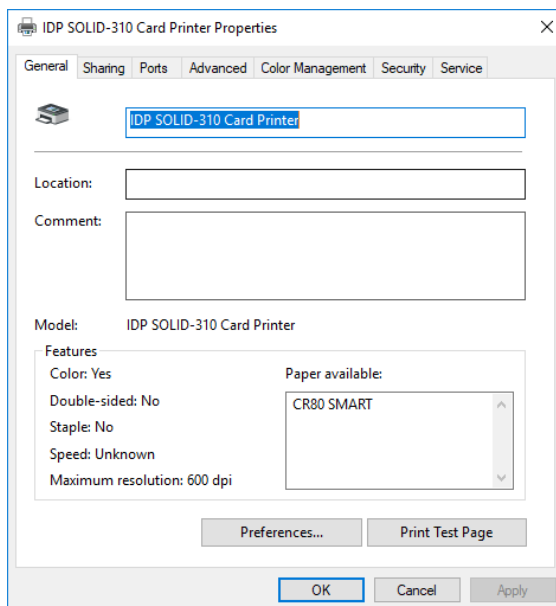 IDP SOLID-310 Card Printer Properties
General Sharing Ports Advanced Color Management Security Service
IDP SOLID-310 Card Printer
Location:
Comment:
Model: IDP SOLID-310 Card Printer
Features
Color: Yes Paper available:
Double-sided: No CR80 SMART
Staple: No
Speed: Unknown
Maximum resolution: 600 dpi
Preferences... Print Test Page
OK Cancel Apply